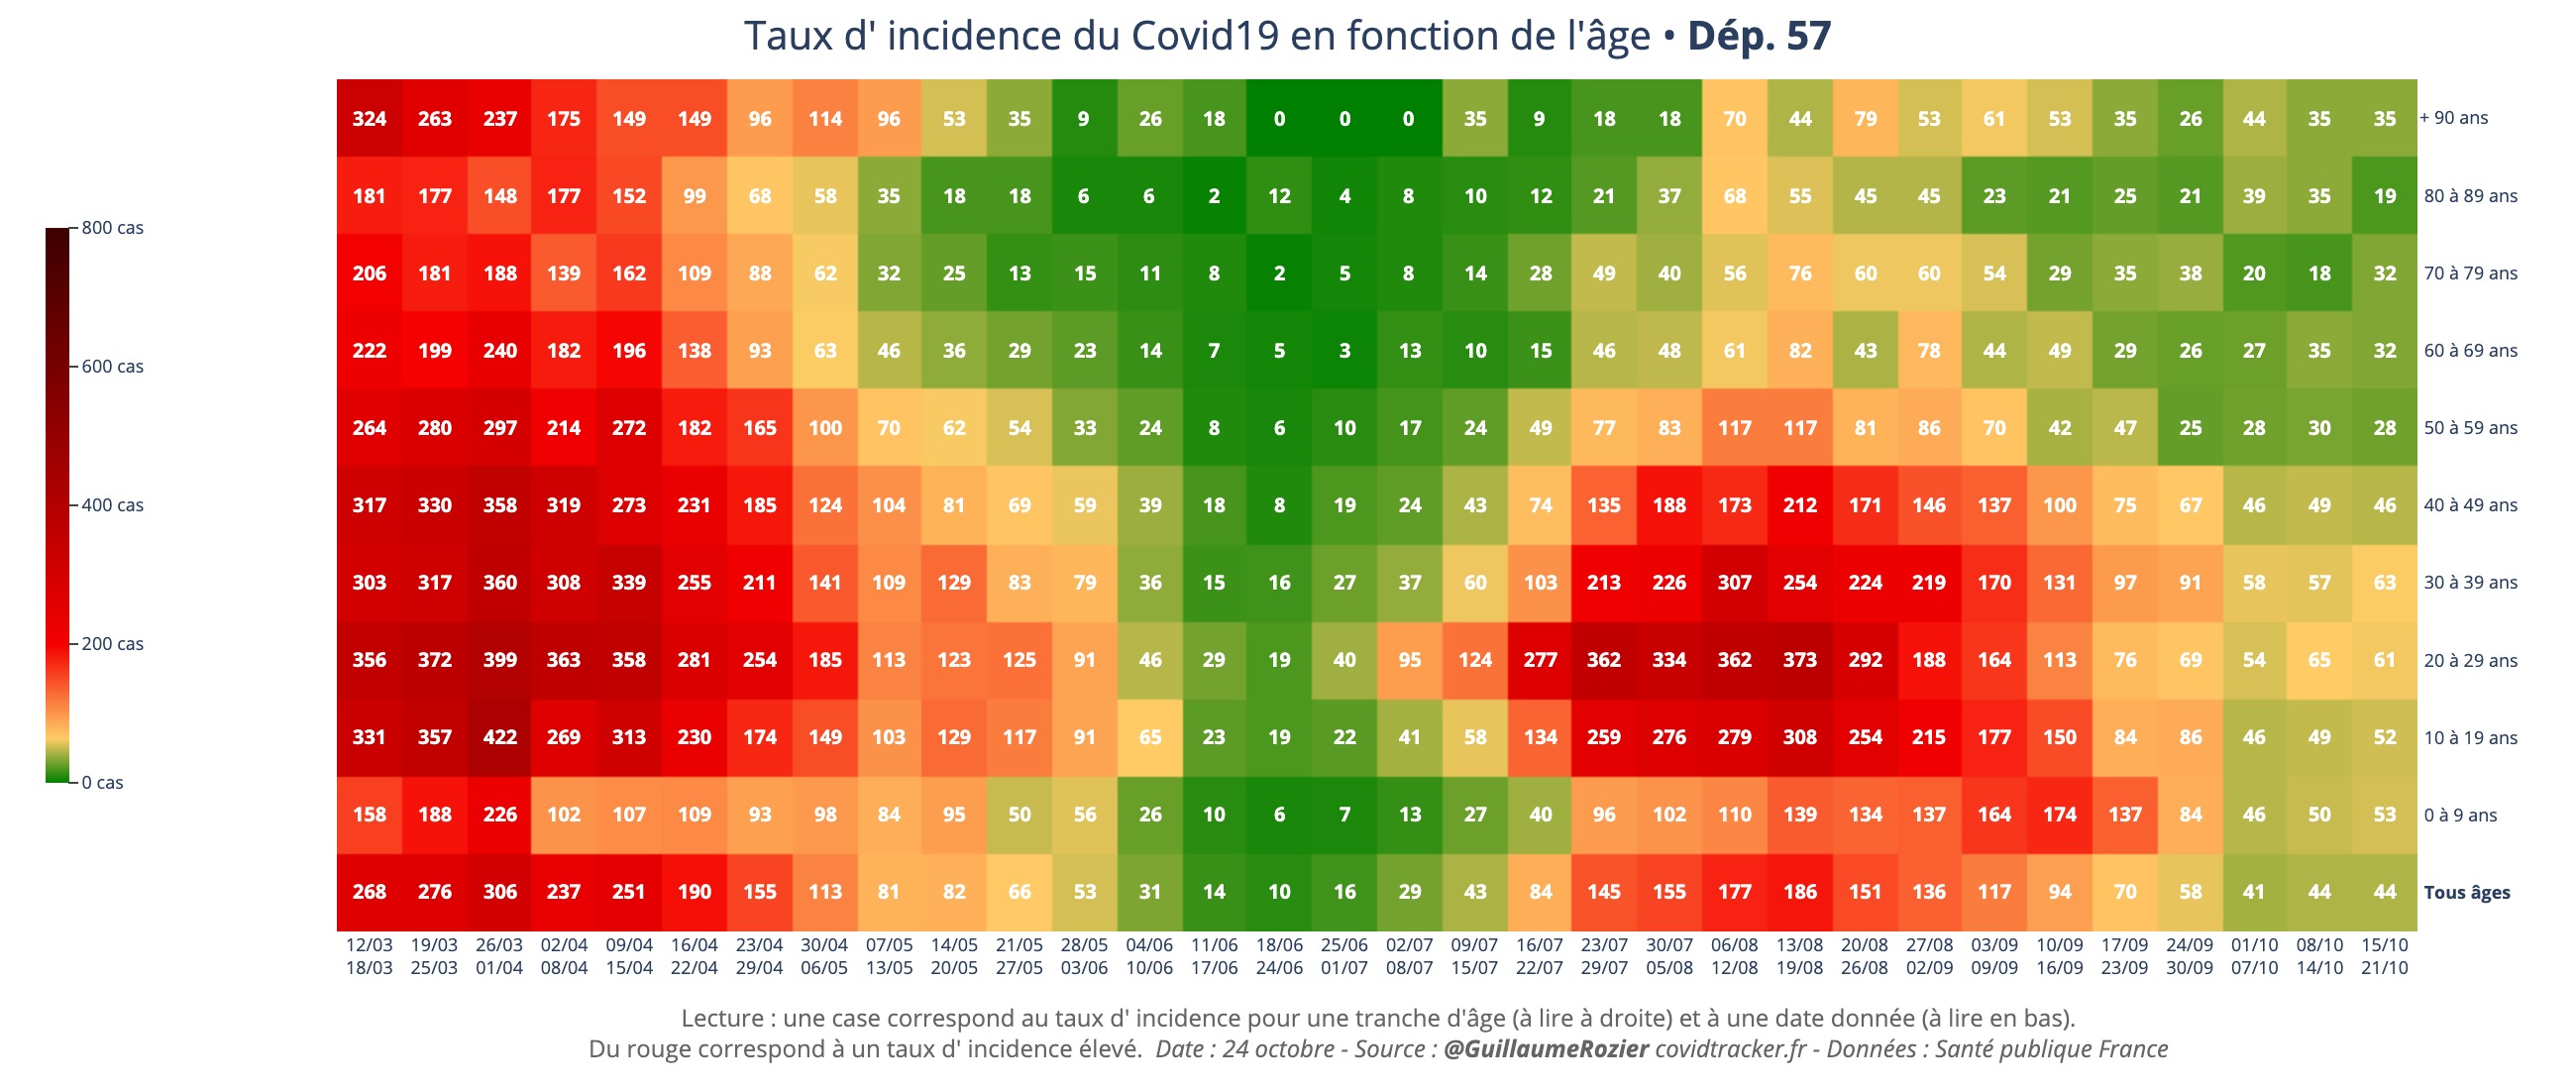 Taux d' incidence du Covid19 en fonction de l'âge • Dép. 57
800 cas
600 cas
400 cas
200 cas
0 cas
324 263 237 175 149 149 96 114 96 53 35 9 26 18 0 0 0 35 9 18 18 70 44 79 53 61 53 35 26 44 35 35 + 90 ans
181 177 148 177 152 99 68 58 35 18 18 6 6 2 12 4 8 10 12 21 37 68 55 45 45 23 21 25 21 39 35 19 80 à 89 ans
206 181 188 139 162 109 88 62 32 25 13 15 11 8 2 5 8 14 28 49 40 56 76 60 60 54 29 35 38 20 18 32 70 à 79 ans
222 199 240 182 196 138 93 63 46 36 29 23 14 7 5 3 13 10 15 46 48 61 82 43 78 44 49 29 26 27 35 32 60 à 69 ans
264 280 297 214 272 182 165 100 70 62 54 33 24 8 6 10 17 24 49 77 83 117 117 81 86 70 42 47 25 28 30 28 50 à 59 ans
317 330 358 319 273 231 185 124 104 81 69 59 39 18 8 19 24 43 74 135 188 173 212 171 146 137 100 75 67 46 49 46 40 à 49 ans
303 317 360 308 339 255 211 141 109 129 83 79 36 15 16 27 37 60 103 213 226 307 254 224 219 170 131 97 91 58 57 63 30 à 39 ans
356 372 399 363 358 281 254 185 113 123 125 91 46 29 19 40 95 124 277 362 334 362 373 292 188 164 113 76 69 54 65 61 20 à 29 ans
331 357 422 269 313 230 174 149 103 129 117 91 65 23 19 22 41 58 134 259 276 279 308 254 215 177 150 84 86 46 49 52 10 à 19 ans
158 188 226 102 107 109 93 98 84 95 50 56 26 10 6 7 13 27 40 96 102 110 139 134 137 164 174 137 84 46 50 53 0 à 9 ans
268 276 306 237 251 190 155 113 81 82 66 53 31 14 10 16 29 43 84 145 155 177 186 151 136 117 94 70 58 41 44 44 Tous âges
12/03 19/03 26/03 02/04 09/04 16/04 23/04 30/04 07/05 14/05 21/05 28/05 04/06 11/06 18/06 25/06 02/07 09/07 16/07 23/07 30/07 06/08 13/08 20/08 27/08 03/09 10/09 17/09 24/09 01/10 08/10 15/10
18/03 25/03 01/04 08/04 15/04 22/04 29/04 06/05 13/05 20/05 27/05 03/06 10/06 17/06 24/06 01/07 08/07 15/07 22/07 29/07 05/08 12/08 19/08 26/08 02/09 09/09 16/09 23/09 30/09 07/10 14/10 21/10
Lecture : une case correspond au taux d' incidence pour une tranche d'âge (à lire à droite) et à une date donnée (à lire en bas).
Du rouge correspond à un taux d' incidence élevé. Date : 24 octobre - Source : @GuillaumeRozier covidtracker.fr - Données : Santé publique France